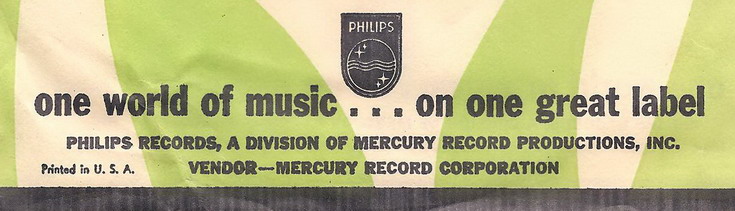 PHILIPS
one world of music . . . on one great label
PHILIPS RECORDS, A DIVISION OF MERCURY RECORD PRODUCTIONS, INC.
Printed in U. S. A.
VENDOR—MERCURY RECORD CORPORATION